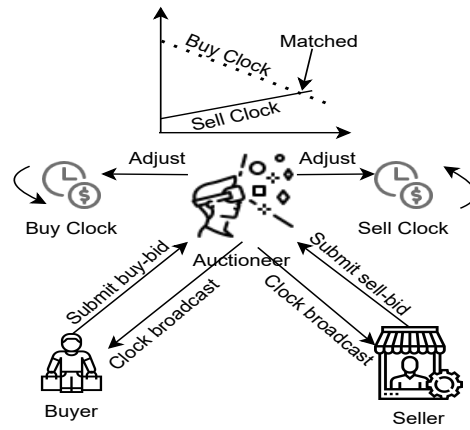 Matched
Buy Clock
Sell Clock
Adjust
Adjust
$
$
Buy Clock
Auctioneer
Sell Clock
Submit buy-bid
Clock broadcast
Clock broadcast
Submit sell-bid
Buyer
Seller